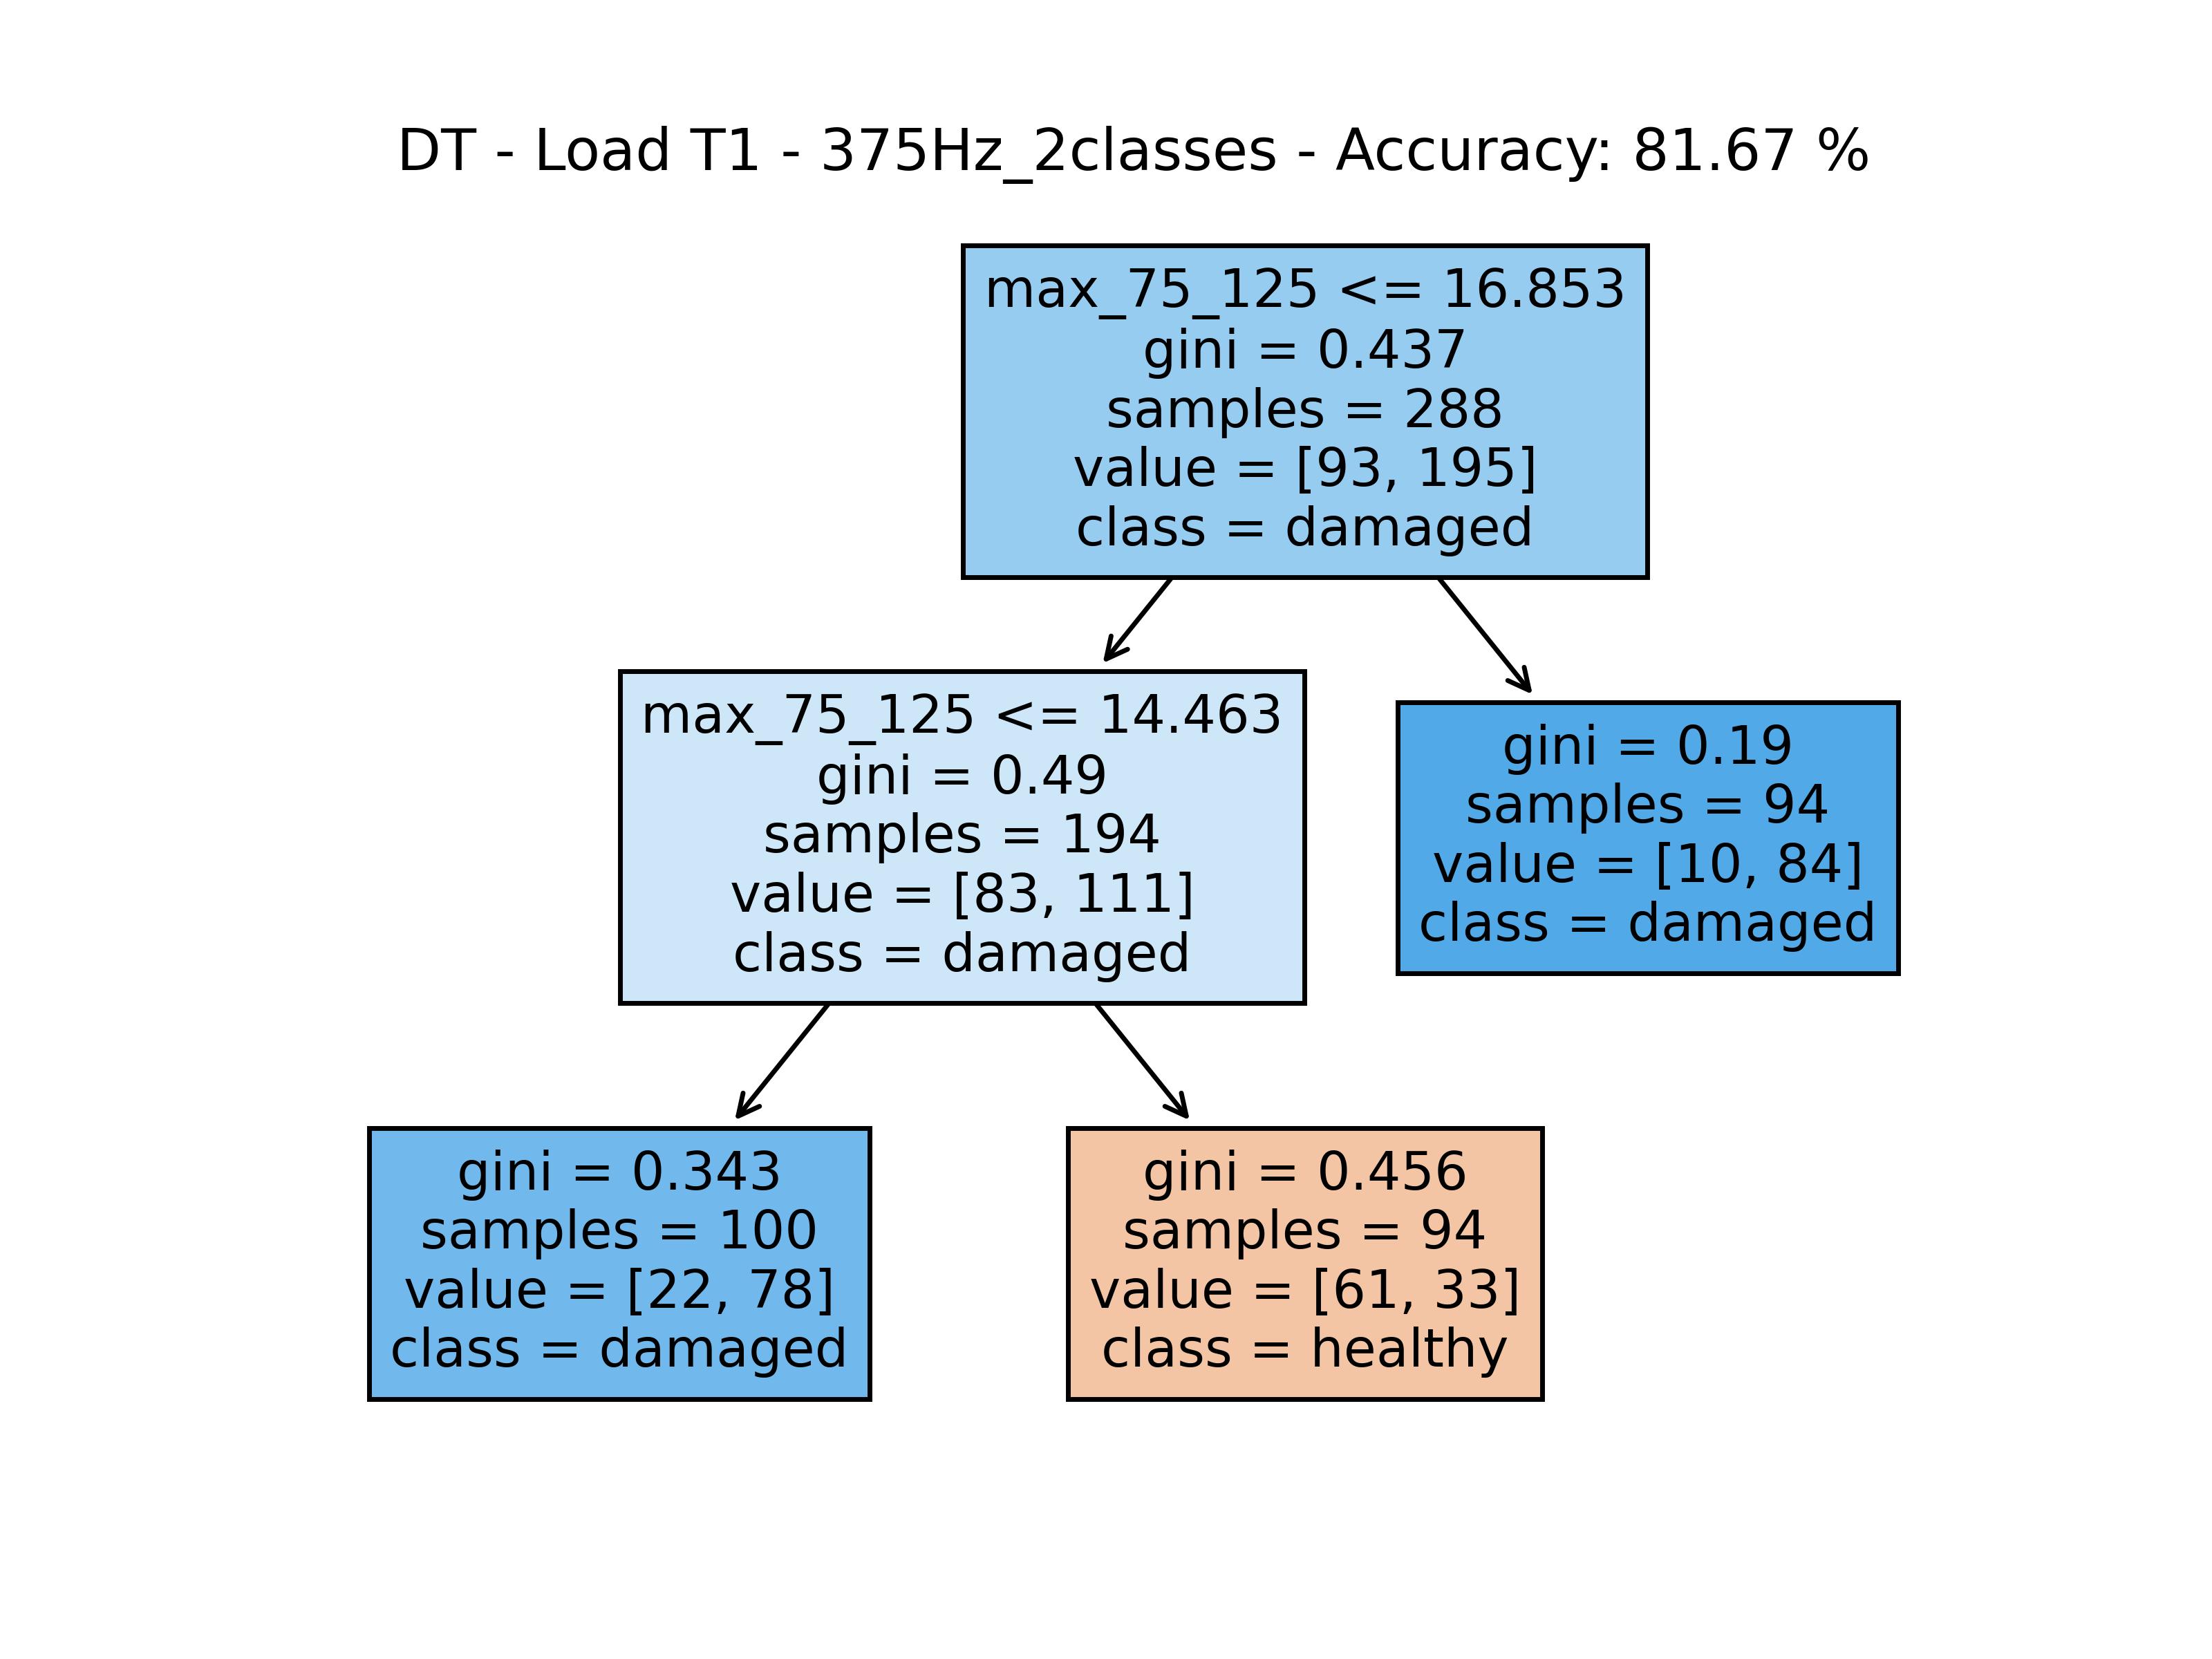 DT - Load T1 - 375Hz_2classes - Accuracy: 81.67 %
max_75_125 <= 16.853
gini = 0.437
samples = 288
value = [93, 195]
class = damaged
max_75_125 <= 14.463
gini = 0.49
samples = 194
value = [83, 111]
class = damaged
gini = 0.19
samples = 94
value = [10, 84]
class = damaged
gini = 0.343
samples = 100
value = [22, 78]
class = damaged
gini = 0.456
samples = 94
value = [61, 33]
class = healthy